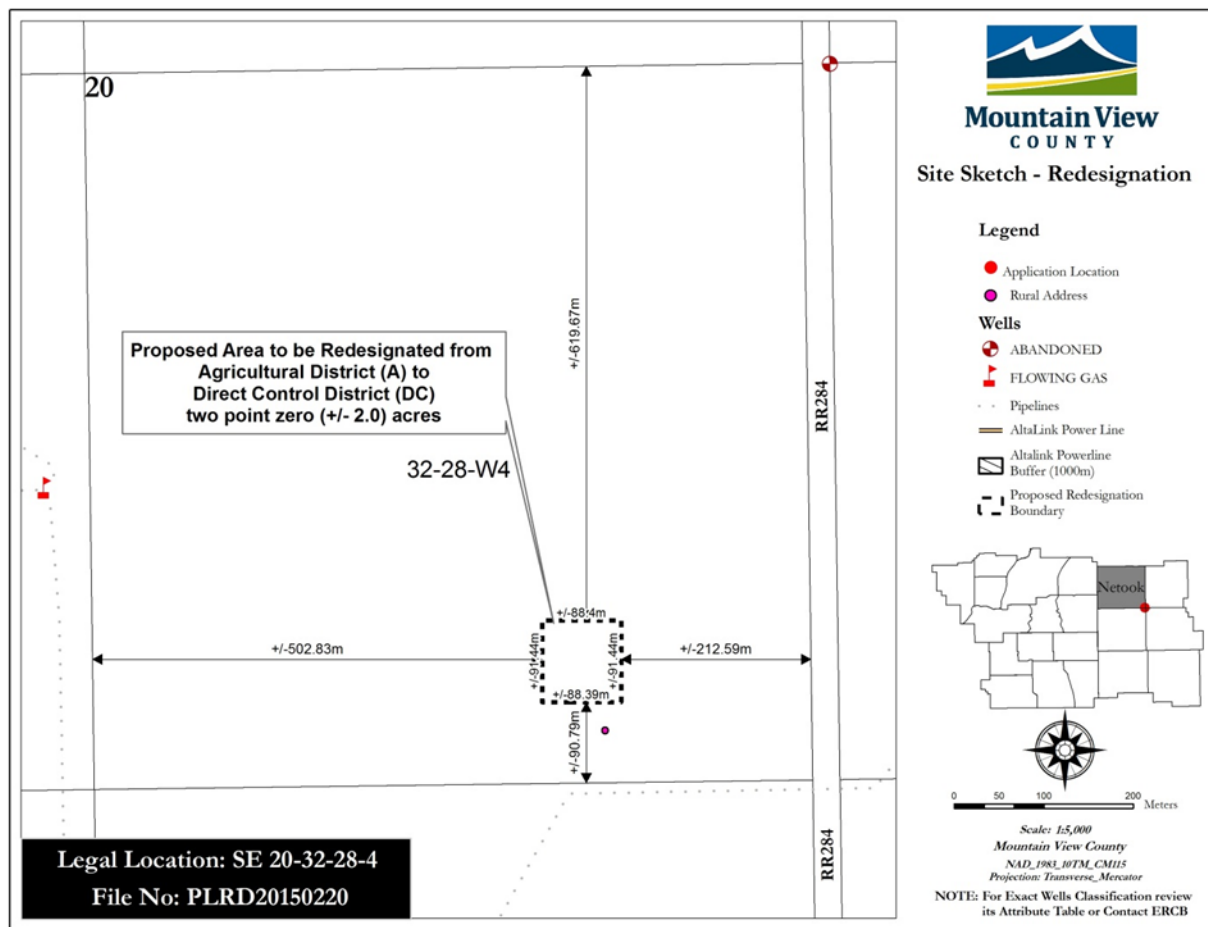 20
+/-619.67m
RR284
Proposed Area to be Redesignated from
Agricultural District (A) to
Direct Control District (DC)
two point zero (+/- 2.0) acres
32-28-W4
+/-88.4m
+/-502.83m
+/-91.44m
+/-91.44m
+/-212.59m
+/-88.39m
+/-90.79m
RR284
Legal Location: SE 20-32-28-4
File No: PLRD20150220
Mountain View
COUNTY
Site Sketch - Redesignation
Legend
Application Location
Rural Address
Wells
ABANDONED
FLOWING GAS
Pipelines
AltaLink Power Line
Altalink Powerline
Buffer (1000m)
Proposed Redesignation
Boundary
Netook
0 50 100 200
Meters
Scale: 1:5,000
Mountain View County
NAD_1983_10TM_CM115
Projection: Transverse_Mercator
NOTE: For Exact Wells Classification review
its Attribute Table or Contact ERCB